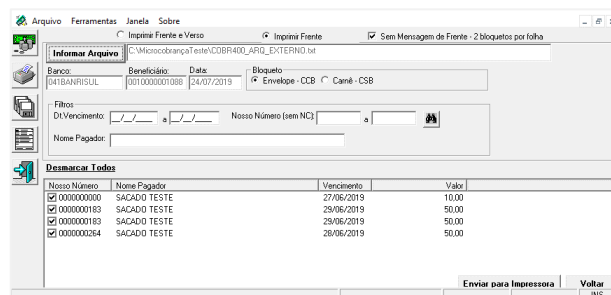 Arquivo Ferramentas Janela Sobre
Imprimir Frente e Verso Imprimir Frente Sem Mensagem de Frente - 2 bloquetos por folha
Informar Arquivo C:\MicrocobrançaTeste\COBR400_ARQ_EXTERNO.txt
Banco: Beneficiário: Data: Bloqueto
041BANRISUL 0010000001088 24/07/2019 Envelope - CCB Carnê - CSB
Filtros
Dt.Vencimento: __/__/____ a __/__/____ Nosso Número (sem NC): a
Nome Pagador:
Desmarcar Todos
Nosso Número Nome Pagador Vencimento Valor
0000000000 SACADO TESTE 27/06/2019 10,00
0000000183 SACADO TESTE 29/06/2019 50,00
0000000183 SACADO TESTE 29/06/2019 50,00
0000000264 SACADO TESTE 28/06/2019 50,00
Enviar para Impressora Voltar
INS